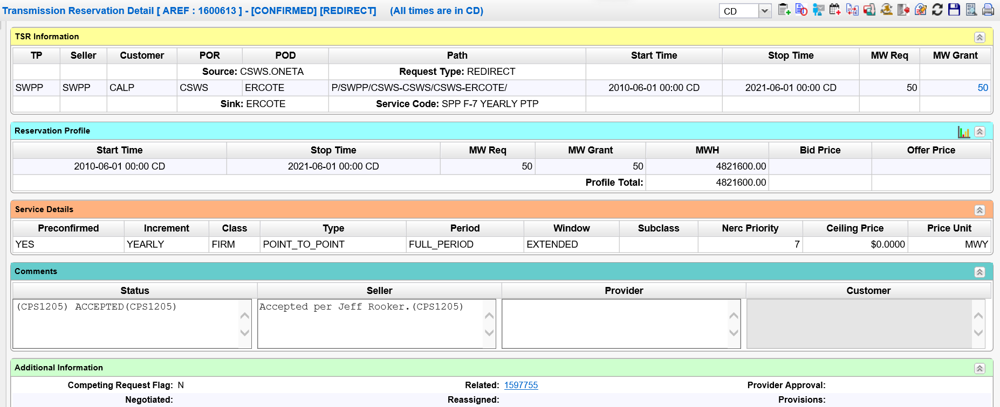 Transmission Reservation Detail [ AREF : 1600613 ] - [CONFIRMED] [REDIRECT] (All times are in CD) CD
TSR Information
TP Seller Customer POR POD Path Start Time Stop Time MW Req MW Grant
Source: CSWS.ONETA Request Type: REDIRECT
SWPP SWPP CALP CSWS ERCOTE P/SWPP/CSWS-CSWS/CSWS-ERCOTE/ 2010-06-01 00:00 CD 2021-06-01 00:00 CD 50 50
Sink: ERCOTE Service Code: SPP F-7 YEARLY PTP
Reservation Profile
Start Time Stop Time MW Req MW Grant MWH Bid Price Offer Price
2010-06-01 00:00 CD 2021-06-01 00:00 CD 50 50 4821600.00
Profile Total: 4821600.00
Service Details
Preconfirmed Increment Class Type Period Window Subclass Nerc Priority Ceiling Price Price Unit
YES YEARLY FIRM POINT_TO_POINT FULL_PERIOD EXTENDED 7 $0.0000 MWY
Comments
Status Seller Provider Customer
(CPS1205) ACCEPTED(CPS1205) Accepted per Jeff Rooker.(CPS1205)
Additional Information
Competing Request Flag: N Related: 1597755 Provider Approval:
Negotiated: Reassigned: Provisions: